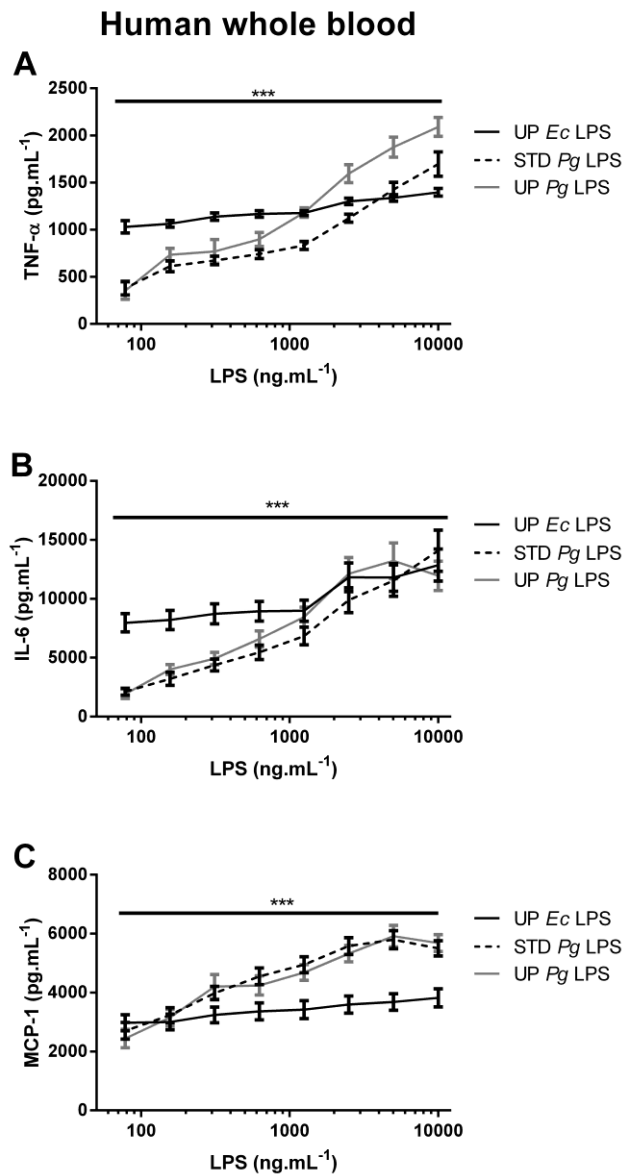 Human whole blood
A
***
TNF-α (pg.mL⁻¹)
2500
2000
1500
1000
500
0
100
1000
10000
LPS (ng.mL⁻¹)
UP Ec LPS
STD Pg LPS
UP Pg LPS
B
***
IL-6 (pg.mL⁻¹)
20000
15000
10000
5000
0
100
1000
10000
LPS (ng.mL⁻¹)
UP Ec LPS
STD Pg LPS
UP Pg LPS
C
***
MCP-1 (pg.mL⁻¹)
8000
6000
4000
2000
0
100
1000
10000
LPS (ng.mL⁻¹)
UP Ec LPS
STD Pg LPS
UP Pg LPS